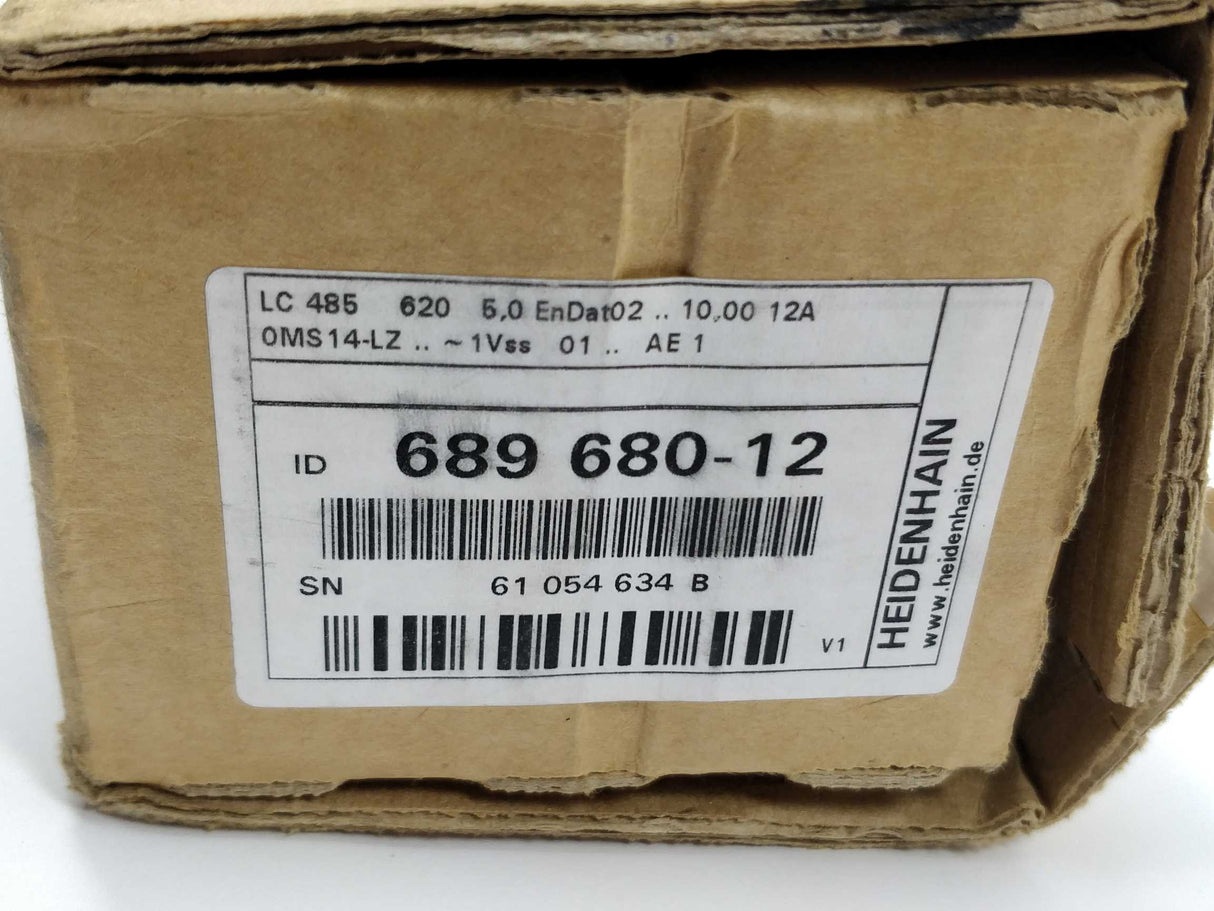 LC 485 620 5,0 EnDat02 .. 10,00 12A
0MS14-LZ .. ~ 1Vss 01 .. AE 1
ID 689 680-12
SN 61 054 634 B
V1
HEIDENHAIN
www.heidenhain.de